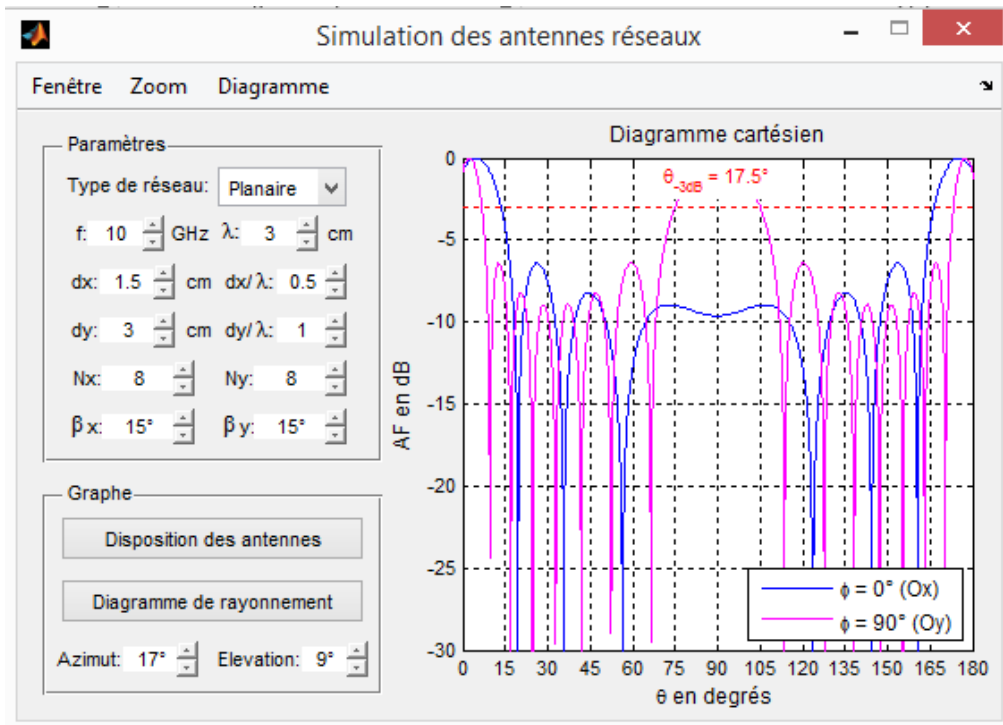 Simulation des antennes réseaux
Fenêtre Zoom Diagramme
Paramètres
Type de réseau: Planaire
f: 10 GHz λ: 3 cm
dx: 1.5 cm dx/λ: 0.5
dy: 3 cm dy/λ: 1
Nx: 8 Ny: 8
βx: 15° βy: 15°
Graphe
Disposition des antennes
Diagramme de rayonnement
Azimut: 17° Elevation: 9°
Diagramme cartésien
θ-3dB = 17.5°
AF en dB
0
-5
-10
-15
-20
-25
-30
0 15 30 45 60 75 90 105 120 135 150 165 180
θ en degrés
ϕ = 0° (Ox)
ϕ = 90° (Oy)